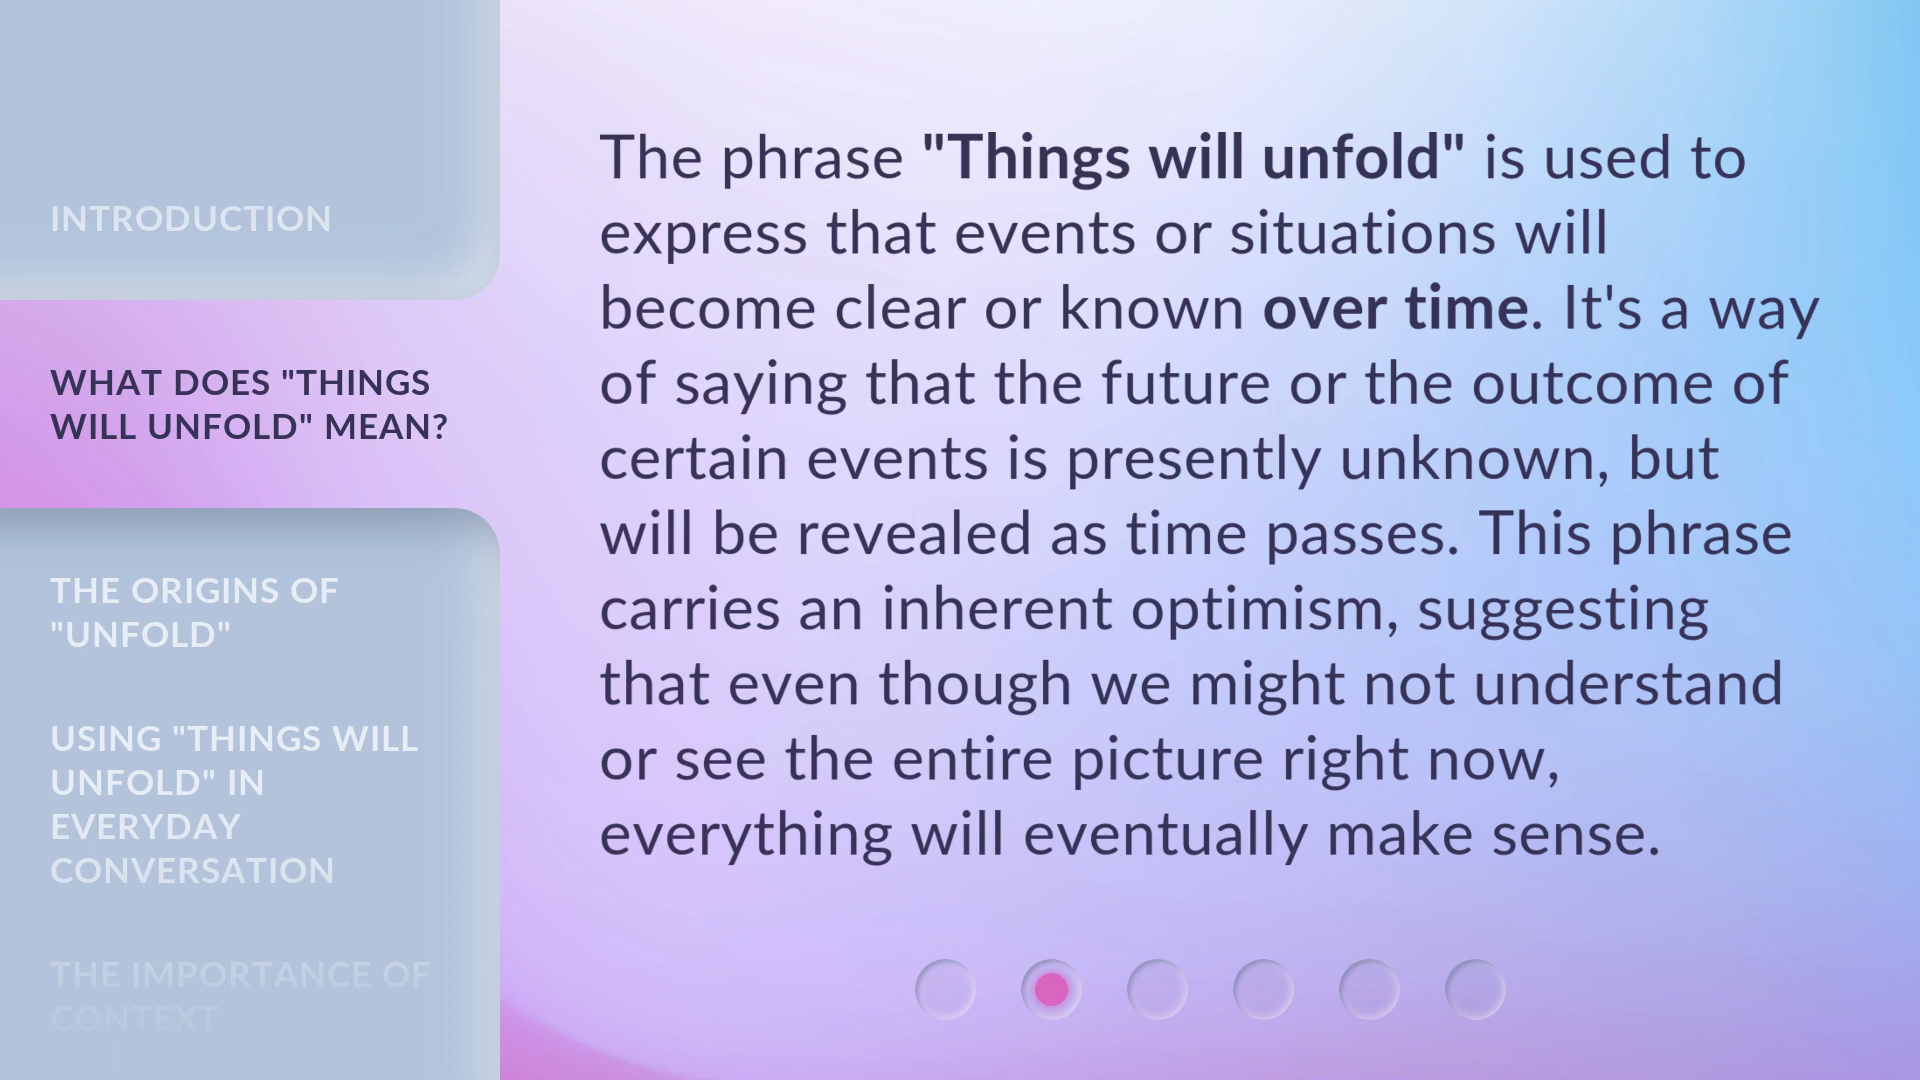 INTRODUCTION
WHAT DOES "THINGS
WILL UNFOLD" MEAN?
THE ORIGINS OF
"UNFOLD"
USING "THINGS WILL
UNFOLD" IN
EVERYDAY
CONVERSATION
THE IMPORTANCE OF
CONTEXT
The phrase "Things will unfold" is used to
express that events or situations will
become clear or known over time. It's a way
of saying that the future or the outcome of
certain events is presently unknown, but
will be revealed as time passes. This phrase
carries an inherent optimism, suggesting
that even though we might not understand
or see the entire picture right now,
everything will eventually make sense.